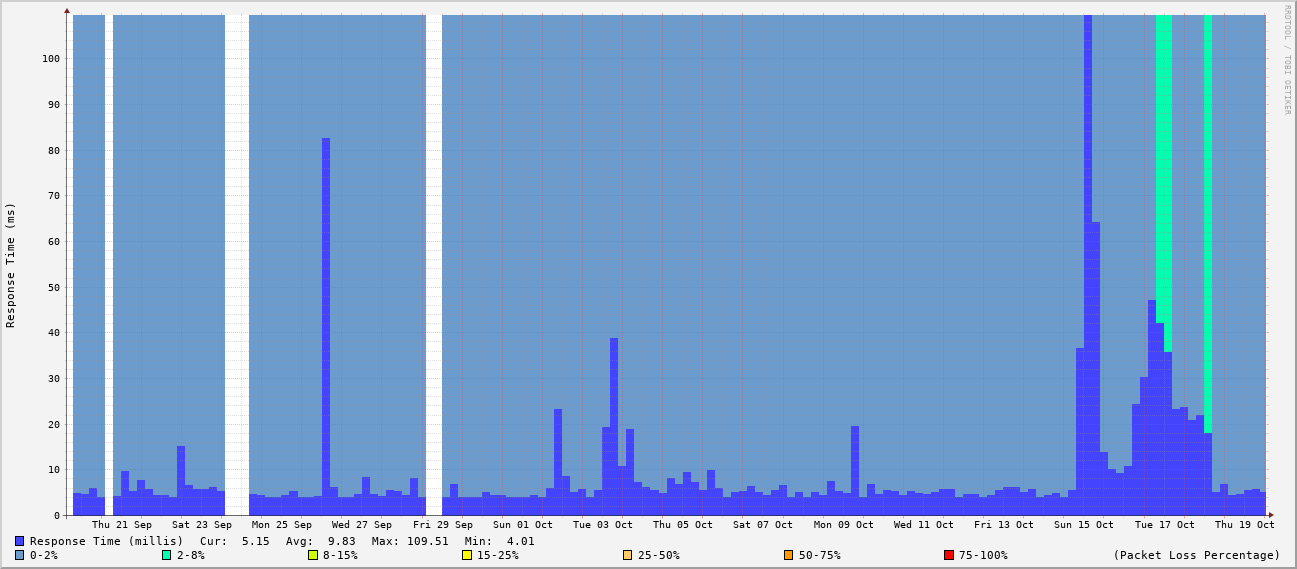 RRDTOOL / TOBI OETIKER
Response Time (ms)
100
90
80
70
60
50
40
30
20
10
0
Thu 21 Sep Sat 23 Sep Mon 25 Sep Wed 27 Sep Fri 29 Sep Sun 01 Oct Tue 03 Oct Thu 05 Oct Sat 07 Oct Mon 09 Oct Wed 11 Oct Fri 13 Oct Sun 15 Oct Tue 17 Oct Thu 19 Oct
Response Time (millis) Cur: 5.15 Avg: 9.83 Max: 109.51 Min: 4.01
0-2% 2-8% 8-15% 15-25% 25-50% 50-75% 75-100% (Packet Loss Percentage)